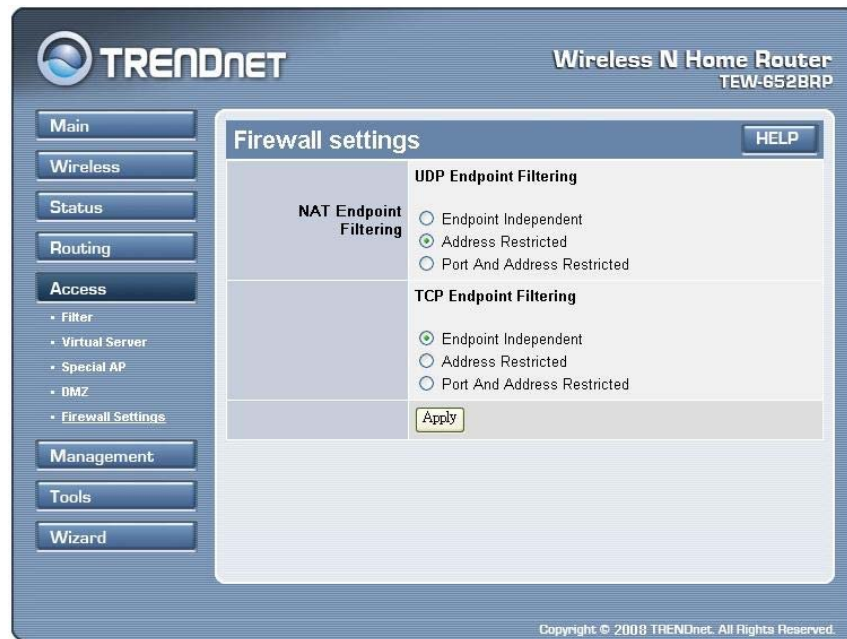 TRENDNET
Wireless N Home Router
TEW-652BRP
Main
Wireless
Status
Routing
Access
Filter
Virtual Server
Special AP
DMZ
Firewall Settings
Management
Tools
Wizard
Firewall settings
HELP
NAT Endpoint
Filtering
UDP Endpoint Filtering
Endpoint Independent
Address Restricted
Port And Address Restricted
TCP Endpoint Filtering
Endpoint Independent
Address Restricted
Port And Address Restricted
Apply
Copyright © 2008 TRENDnet. All Rights Reserved.